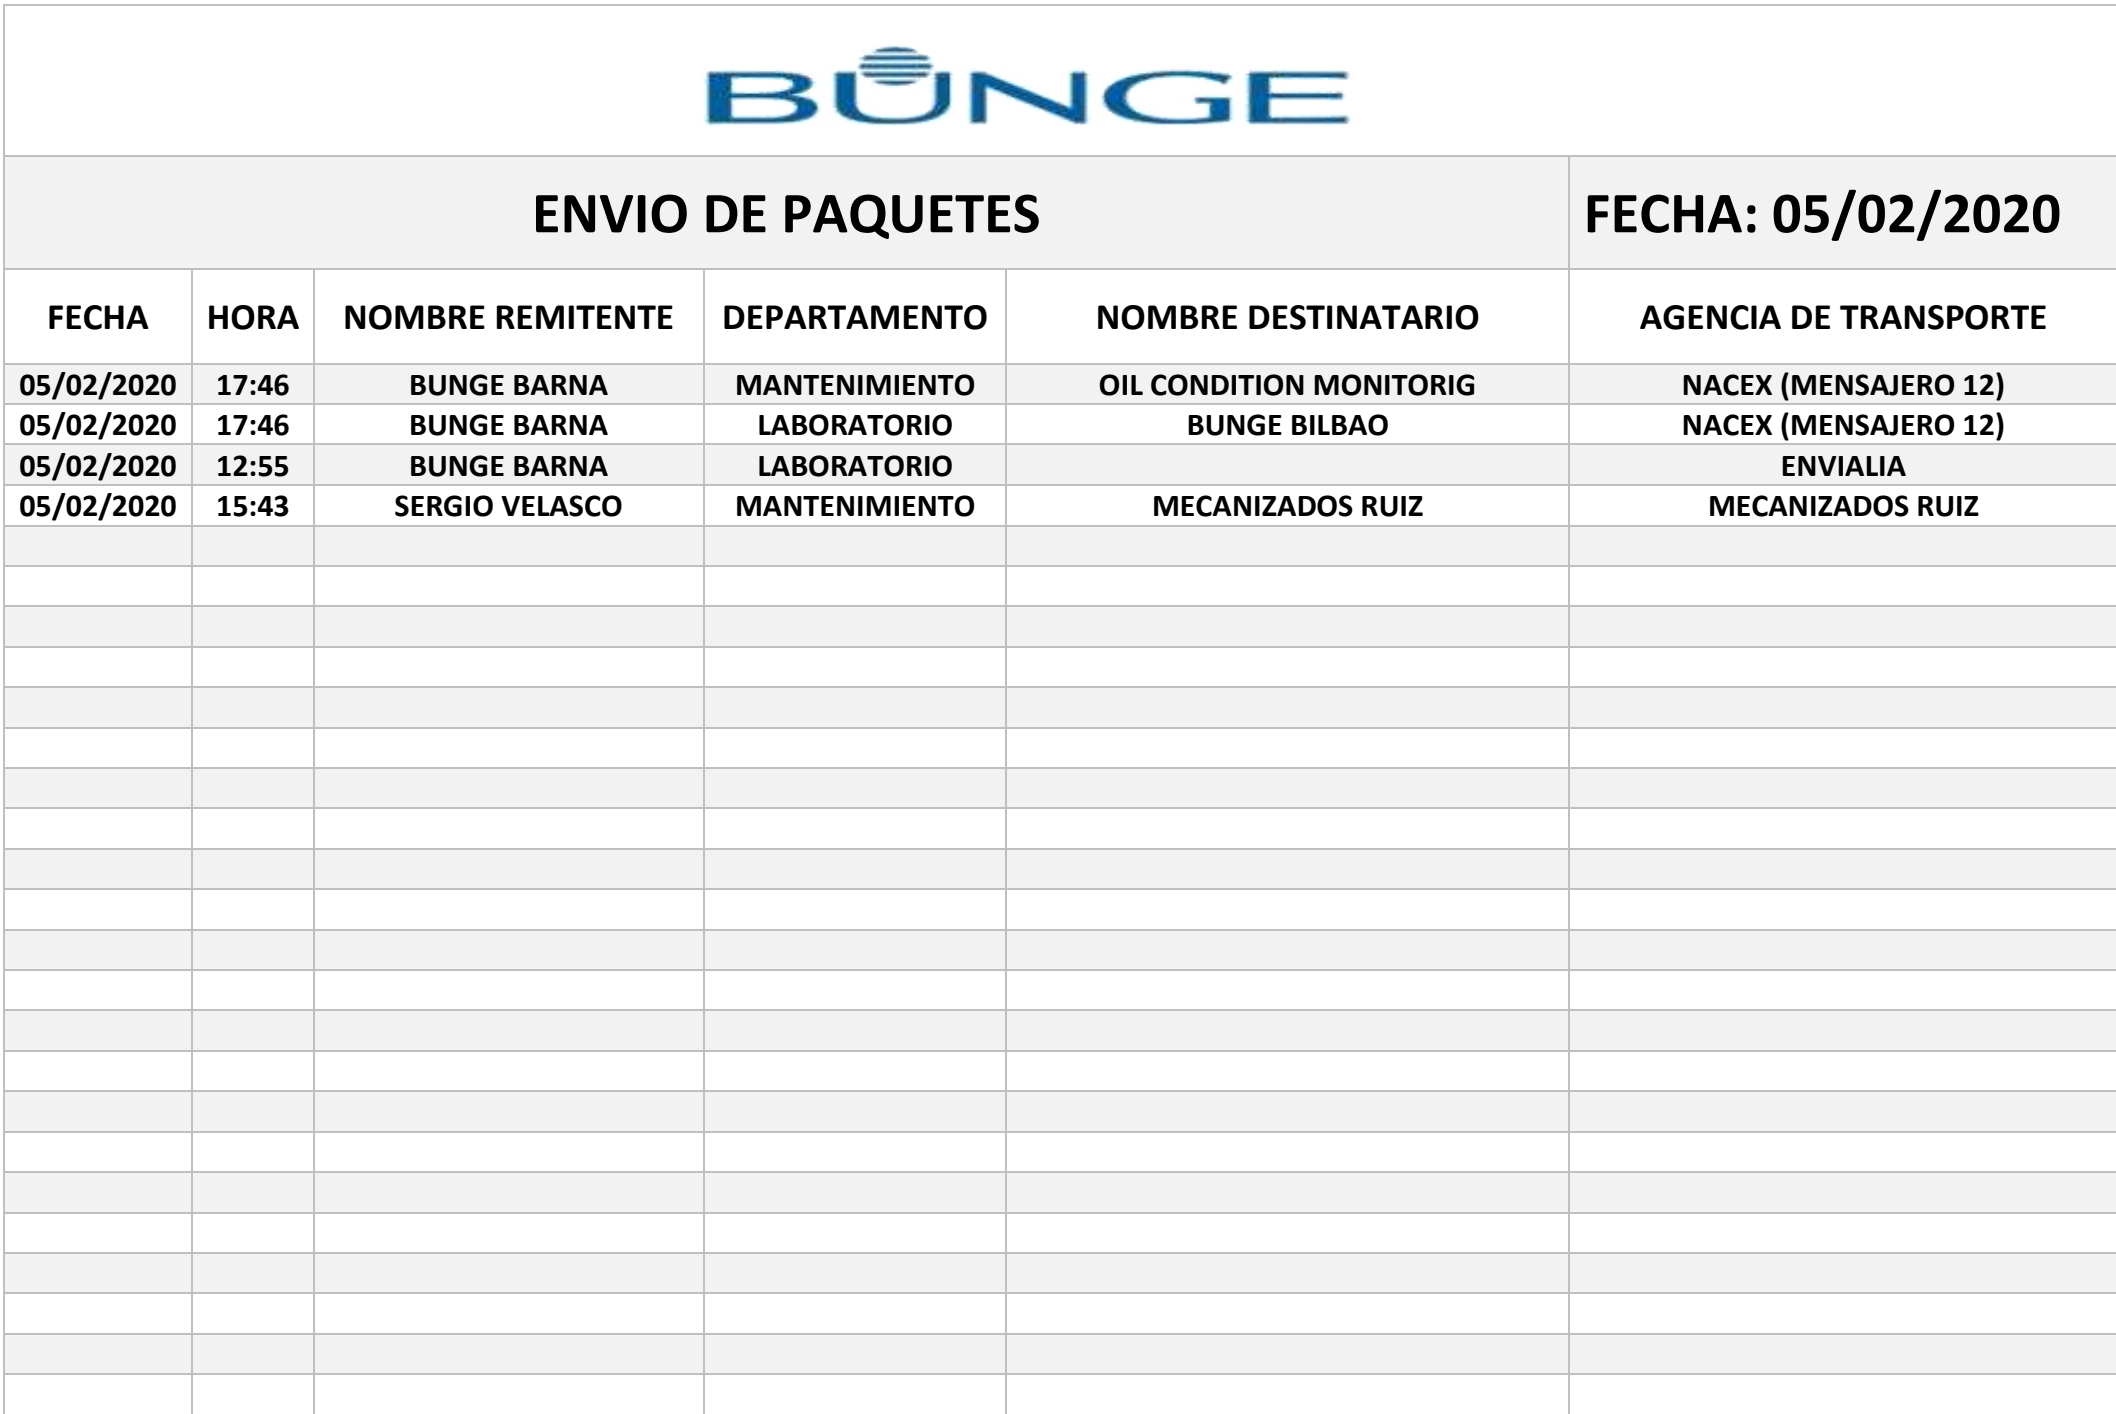 BUNGE
ENVIO DE PAQUETES FECHA: 05/02/2020
FECHA HORA NOMBRE REMITENTE DEPARTAMENTO NOMBRE DESTINATARIO AGENCIA DE TRANSPORTE
05/02/2020 17:46 BUNGE BARNA MANTENIMIENTO OIL CONDITION MONITORIG NACEX (MENSAJERO 12)
05/02/2020 17:46 BUNGE BARNA LABORATORIO BUNGE BILBAO NACEX (MENSAJERO 12)
05/02/2020 12:55 BUNGE BARNA LABORATORIO ENVIALIA
05/02/2020 15:43 SERGIO VELASCO MANTENIMIENTO MECANIZADOS RUIZ MECANIZADOS RUIZ